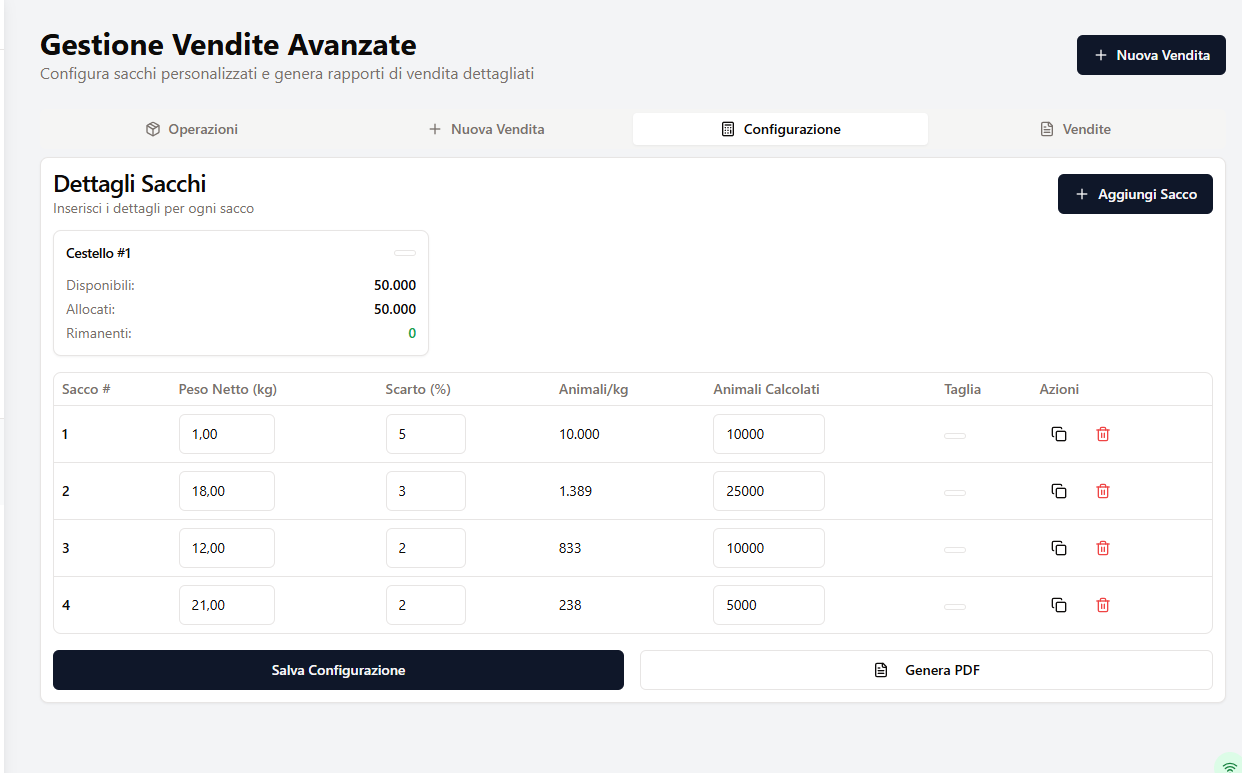 Gestione Vendite Avanzate
Configura sacchi personalizzati e genera rapporti di vendita dettagliati
Nuova Vendita
Operazioni
Nuova Vendita
Configurazione
Vendite
Dettagli Sacchi
Inserisci i dettagli per ogni sacco
Aggiungi Sacco
Cestello #1
Disponibili: 50.000
Allocati: 50.000
Rimanenti: 0
Sacco # Peso Netto (kg) Scarto (%) Animali/kg Animali Calcolati Taglia Azioni
1 1,00 5 10.000 10000
2 18,00 3 1.389 25000
3 12,00 2 833 10000
4 21,00 2 238 5000
Salva Configurazione
Genera PDF